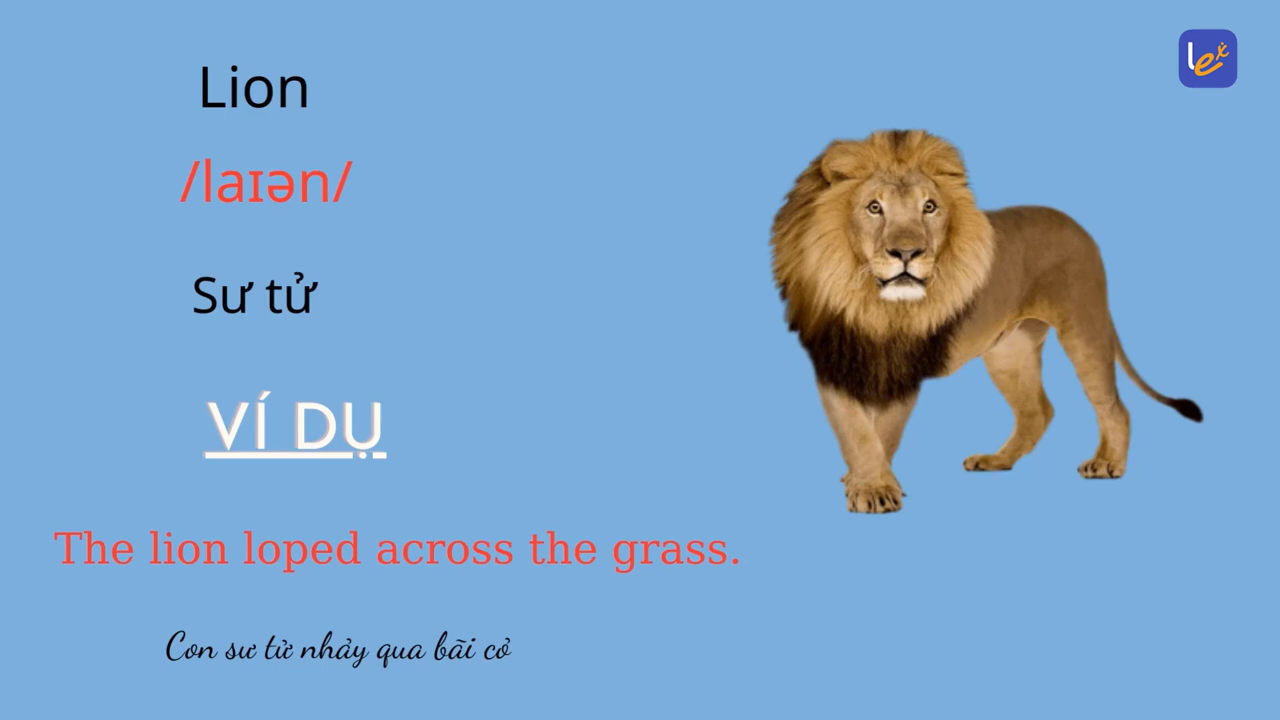 Lex
Lion
/laɪən/
Sư tử
VÍ DỤ
The lion loped across the grass.
Con sư tử nhảy qua bãi cỏ